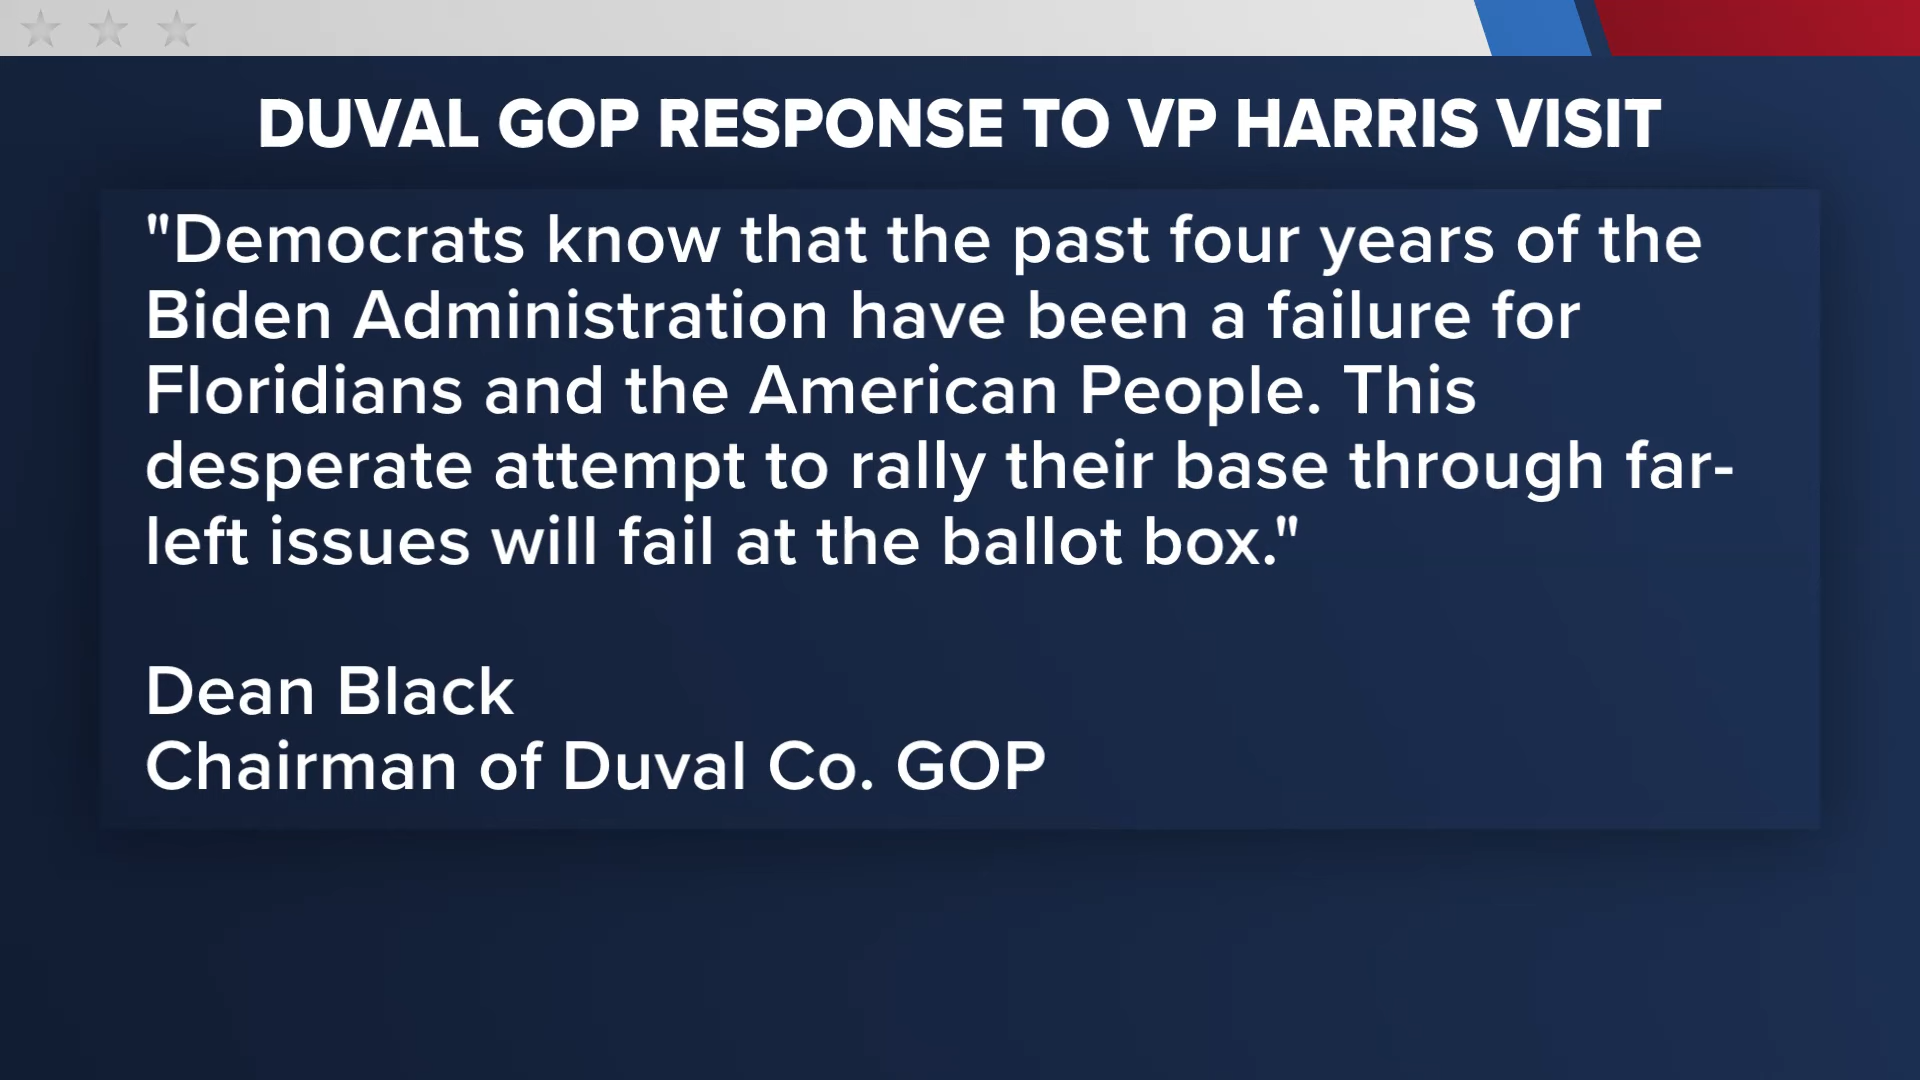 DUVAL GOP RESPONSE TO VP HARRIS VISIT
"Democrats know that the past four years of the
Biden Administration have been a failure for
Floridians and the American People. This
desperate attempt to rally their base through far-
left issues will fail at the ballot box."
Dean Black
Chairman of Duval Co. GOP